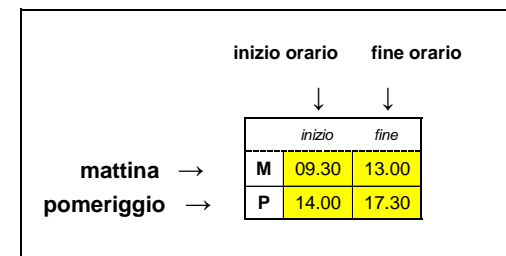 inizio orario fine orario
↓ ↓
inizio fine
mattina → M 09.30 13.00
pomeriggio → P 14.00 17.30